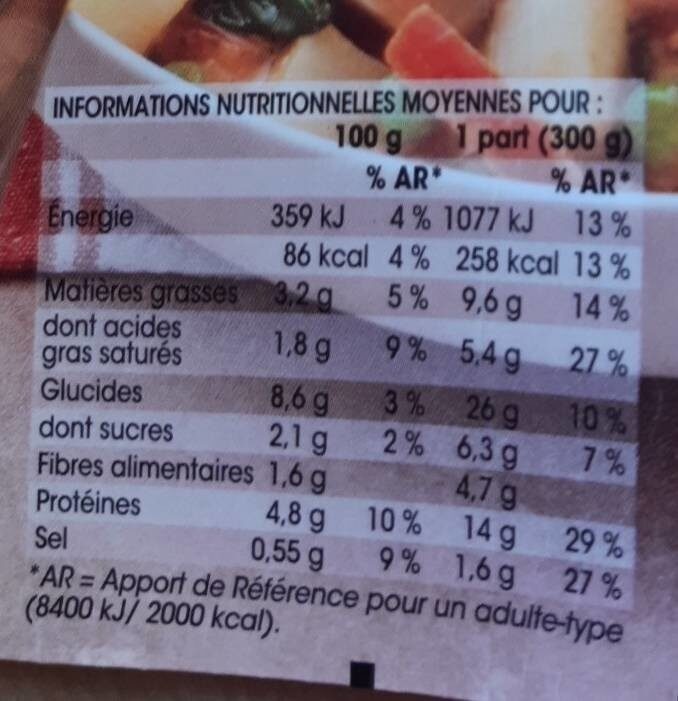 INFORMATIONS NUTRITIONNELLES MOYENNES POUR :
100 g 1 part (300 g)
% AR* % AR*
Énergie 359 kJ 4 % 1077 kJ 13 %
86 kcal 4 % 258 kcal 13 %
Matières grasses 3,2 g 5 % 9,6 g 14 %
dont acides
gras saturés 1,8 g 9 % 5,4 g 27 %
Glucides 8,6 g 3 % 26 g 10 %
dont sucres 2,1 g 2 % 6,3 g 7 %
Fibres alimentaires 1,6 g 4,7 g
Protéines 4,8 g 10 % 14 g 29 %
Sel 0,55 g 9 % 1,6 g 27 %
*AR = Apport de Référence pour un adulte-type
(8400 kJ/ 2000 kcal).